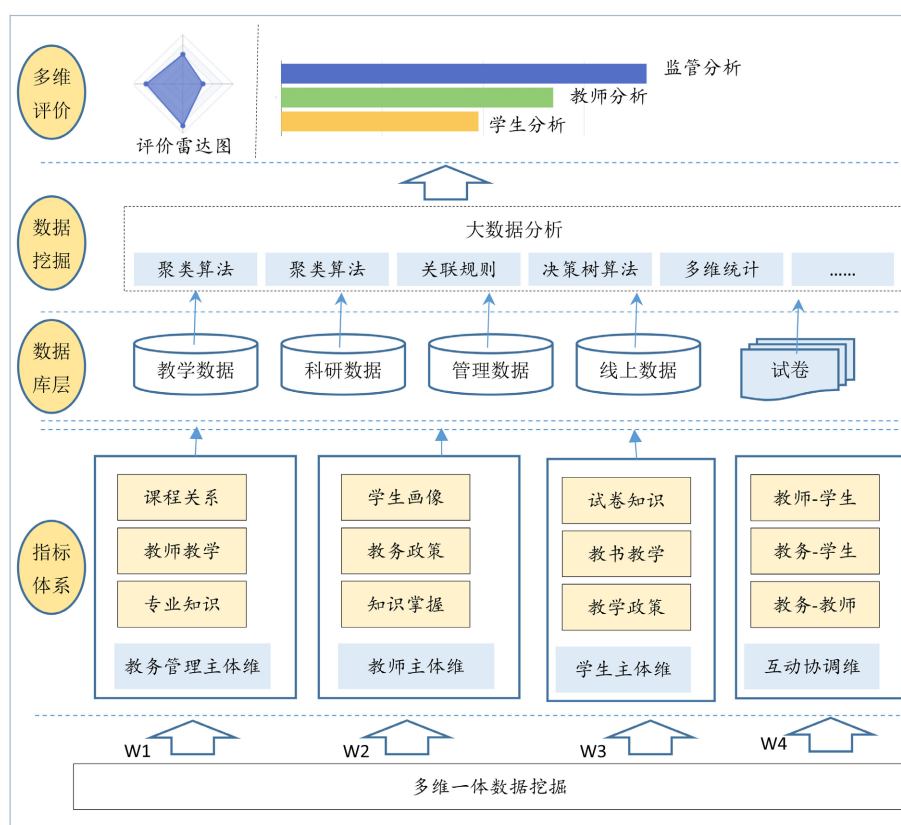 多维
评价
评价雷达图
监管分析
教师分析
学生分析
数据
挖掘
大数据分析
聚类算法
聚类算法
关联规则
决策树算法
多维统计
......
数据
库层
教学数据
科研数据
管理数据
线上数据
试卷
指标
体系
课程关系
教师教学
专业知识
教务管理主体维
学生画像
教务政策
知识掌握
教师主体维
试卷知识
教书教学
教学政策
学生主体维
教师-学生
教务-学生
教务-教师
互动协调维
W1
W2
W3
W4
多维一体数据挖掘